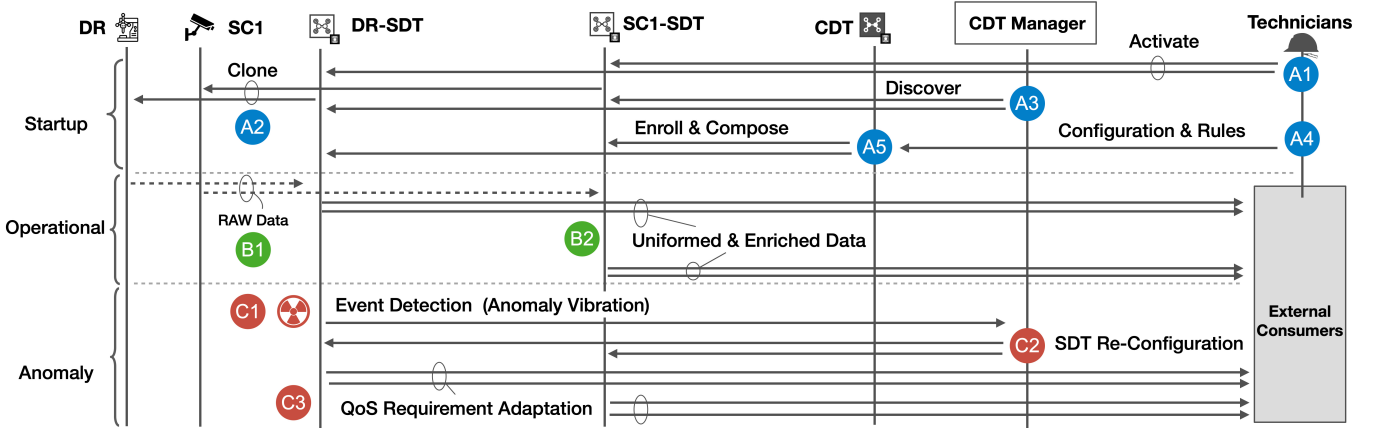 DR
SC1
DR-SDT
SC1-SDT
CDT
CDT Manager
Technicians
Activate
A1
Clone
Discover
A3
A2
Enroll & Compose
A5
Configuration & Rules
A4
Startup
RAW Data
Operational
B1
B2
Uniformed & Enriched Data
C1
Event Detection (Anomaly Vibration)
External
Consumers
C2
SDT Re-Configuration
Anomaly
C3
QoS Requirement Adaptation